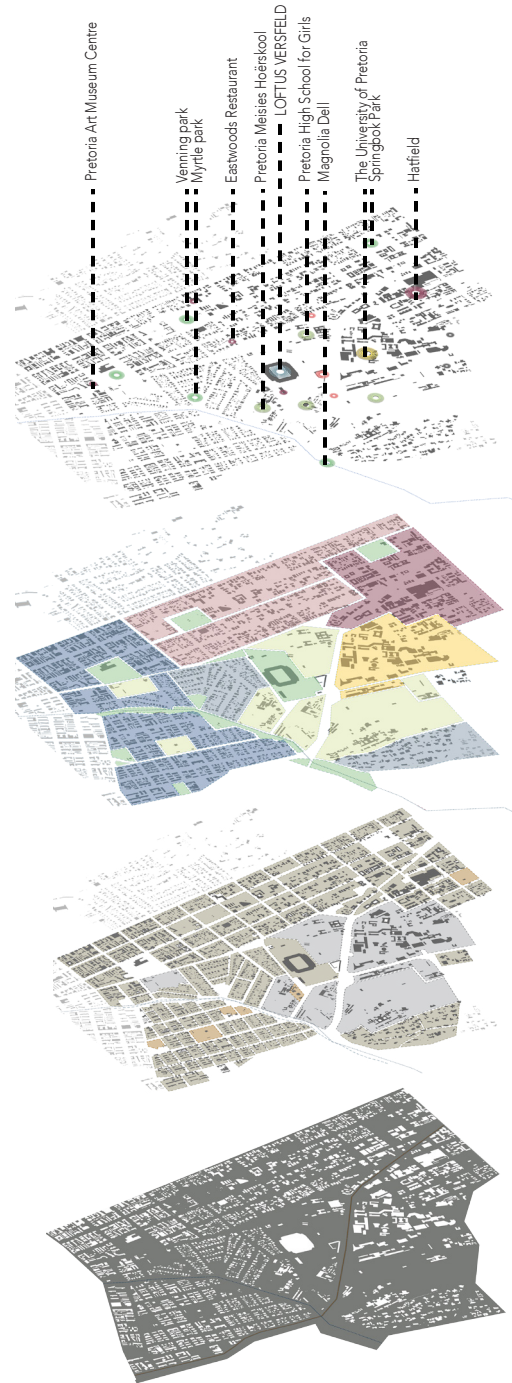 Pretoria Art Museum Centre
Venning park
Myrtle park
Eastwoods Restaurant
Pretoria Meisies Hoërskool
LOFTUS VERSFELD
Pretoria High School for Girls
Magnolia Dell
The University of Pretoria
Springbok Park
Hatfield